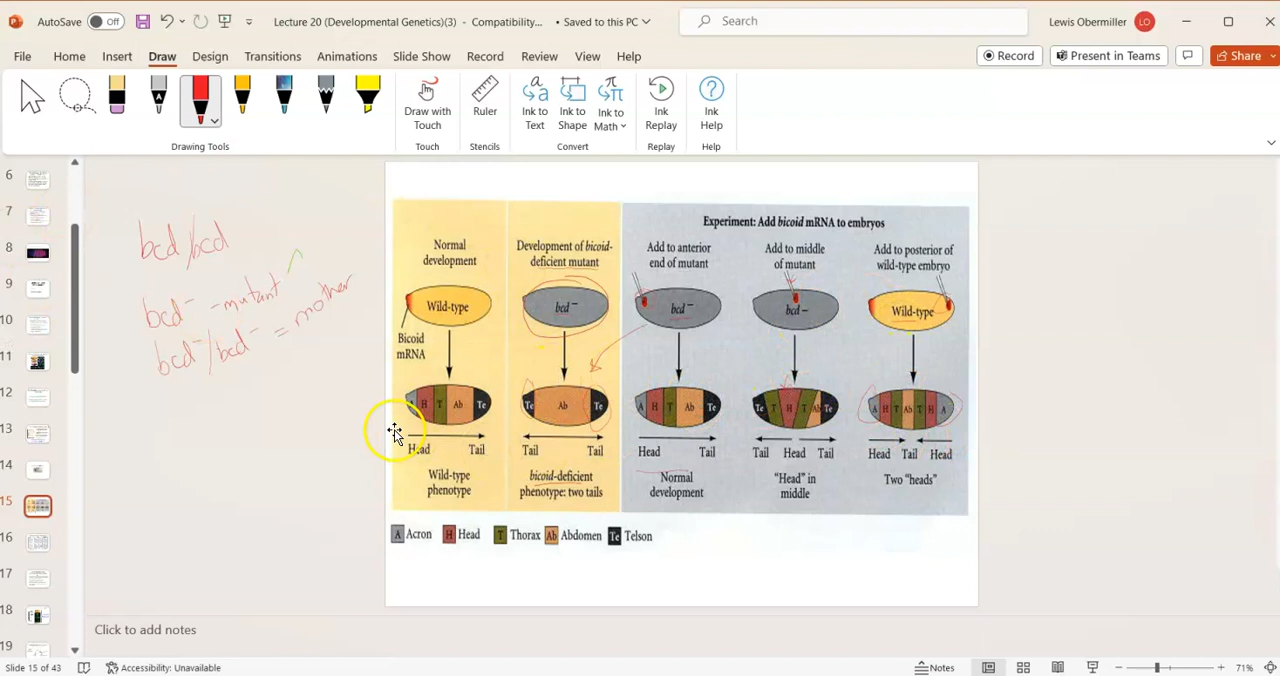 AutoSave Off Lecture 20 (Developmental Genetics)(3) - Compatibility... • Saved to this PC Search Lewis Obermiller LO
File Home Insert Draw Design Transitions Animations Slide Show Record Review View Help Record Present in Teams Share
Draw with Touch
Ruler
Ink to Text
Ink to Shape
Ink to Math
Ink Replay
Ink Help
Drawing Tools Touch Stencils Convert Replay Help
6
7
8
9
10
11
12
13
14
15
16
17
18
19
bcd/bcd
bcd⁻ - mutant
bcd⁻/bcd⁻ = mother
Experiment: Add bicoid mRNA to embryos
Normal development
Development of bicoid-deficient mutant
Add to anterior end of mutant
Add to middle of mutant
Add to posterior of wild-type embryo
Wild-type bcd⁻ bcd⁻ bcd– Wild-type
Bicoid mRNA
A H T Ab Te
Te Ab Te
A H T Ab Te
Te T H T Ab Te
A H T Ab T H A
Head Tail
Tail Tail
Head Tail
Tail Head Tail
Head Tail Head
Wild-type phenotype
bicoid-deficient phenotype: two tails
Normal development
"Head" in middle
Two "heads"
A Acron H Head T Thorax Ab Abdomen Te Telson
Click to add notes
Slide 15 of 43 Accessibility: Unavailable Notes 71%